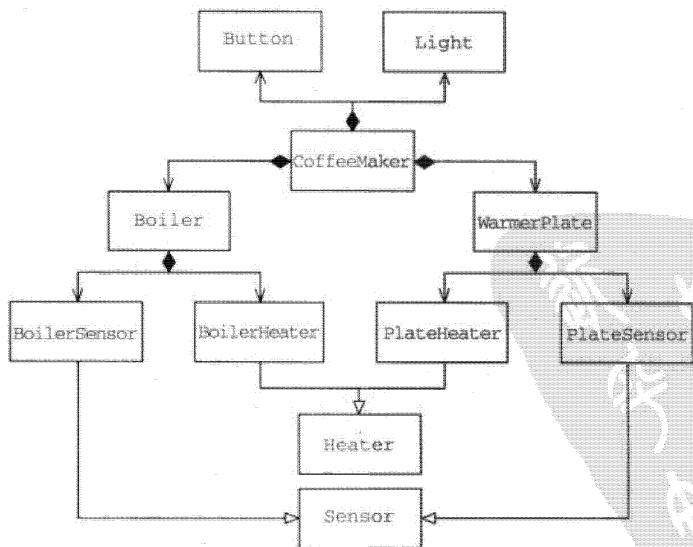 Button
Light
CoffeeMaker
Boiler
WarmerPlate
BoilerSensor
BoilerHeater
PlateHeater
PlateSensor
Heater
Sensor